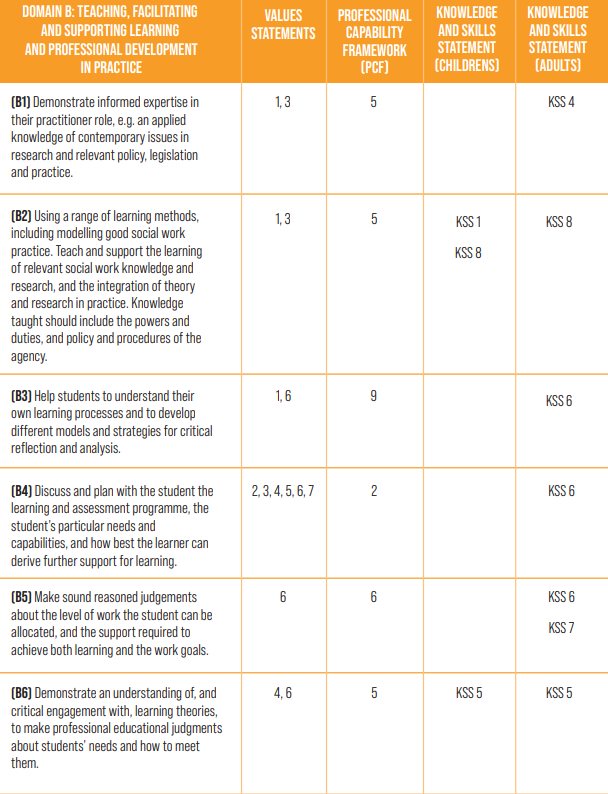 DOMAIN B: TEACHING, FACILITATING
AND SUPPORTING LEARNING
AND PROFESSIONAL DEVELOPMENT
IN PRACTICE
VALUES
STATEMENTS
PROFESSIONAL
CAPABILITY
FRAMEWORK
(PCF)
KNOWLEDGE
AND SKILLS
STATEMENT
(CHILDRENS)
KNOWLEDGE
AND SKILLS
STATEMENT
(ADULTS)
(B1) Demonstrate informed expertise in
their practitioner role, e.g. an applied
knowledge of contemporary issues in
research and relevant policy, legislation
and practice.
1, 3
5
KSS 4
(B2) Using a range of learning methods,
including modelling good social work
practice. Teach and support the learning
of relevant social work knowledge and
research, and the integration of theory
and research in practice. Knowledge
taught should include the powers and
duties, and policy and procedures of the
agency.
1, 3
5
KSS 1
KSS 8
KSS 8
(B3) Help students to understand their
own learning processes and to develop
different models and strategies for critical
reflection and analysis.
1, 6
9
KSS 6
(B4) Discuss and plan with the student the
learning and assessment programme, the
student's particular needs and
capabilities, and how best the learner can
derive further support for learning.
2, 3, 4, 5, 6, 7
2
KSS 6
(B5) Make sound reasoned judgements
about the level of work the student can be
allocated, and the support required to
achieve both learning and the work goals.
6
6
KSS 6
KSS 7
(B6) Demonstrate an understanding of, and
critical engagement with, learning theories,
to make professional educational judgments
about students' needs and how to meet
them.
4, 6
5
KSS 5
KSS 5